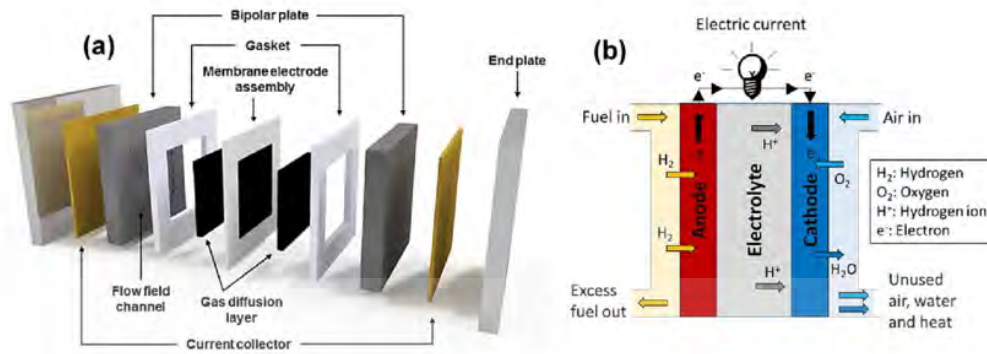 (a)
Bipolar plate
Gasket
Membrane electrode
assembly
End plate
Flow field
channel
Gas diffusion
layer
Current collector
(b)
Electric current
e⁻
e⁻
Fuel in
Air in
H⁺
e⁻
e⁻
H₂
O₂
Anode
Electrolyte
Cathode
H₂
H₂O
H⁺
Excess
fuel out
Unused
air, water
and heat
H₂: Hydrogen
O₂: Oxygen
H⁺: Hydrogen ion
e⁻: Electron